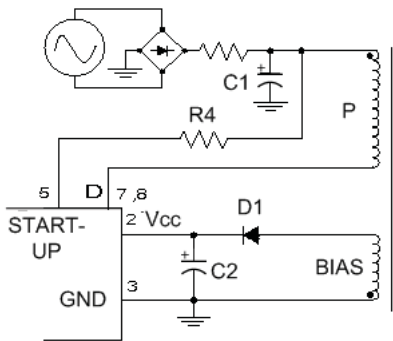 +
C1
P
R4
5
D
7,8
START-
UP
2
Vcc
D1
+
C2
BIAS
GND
3